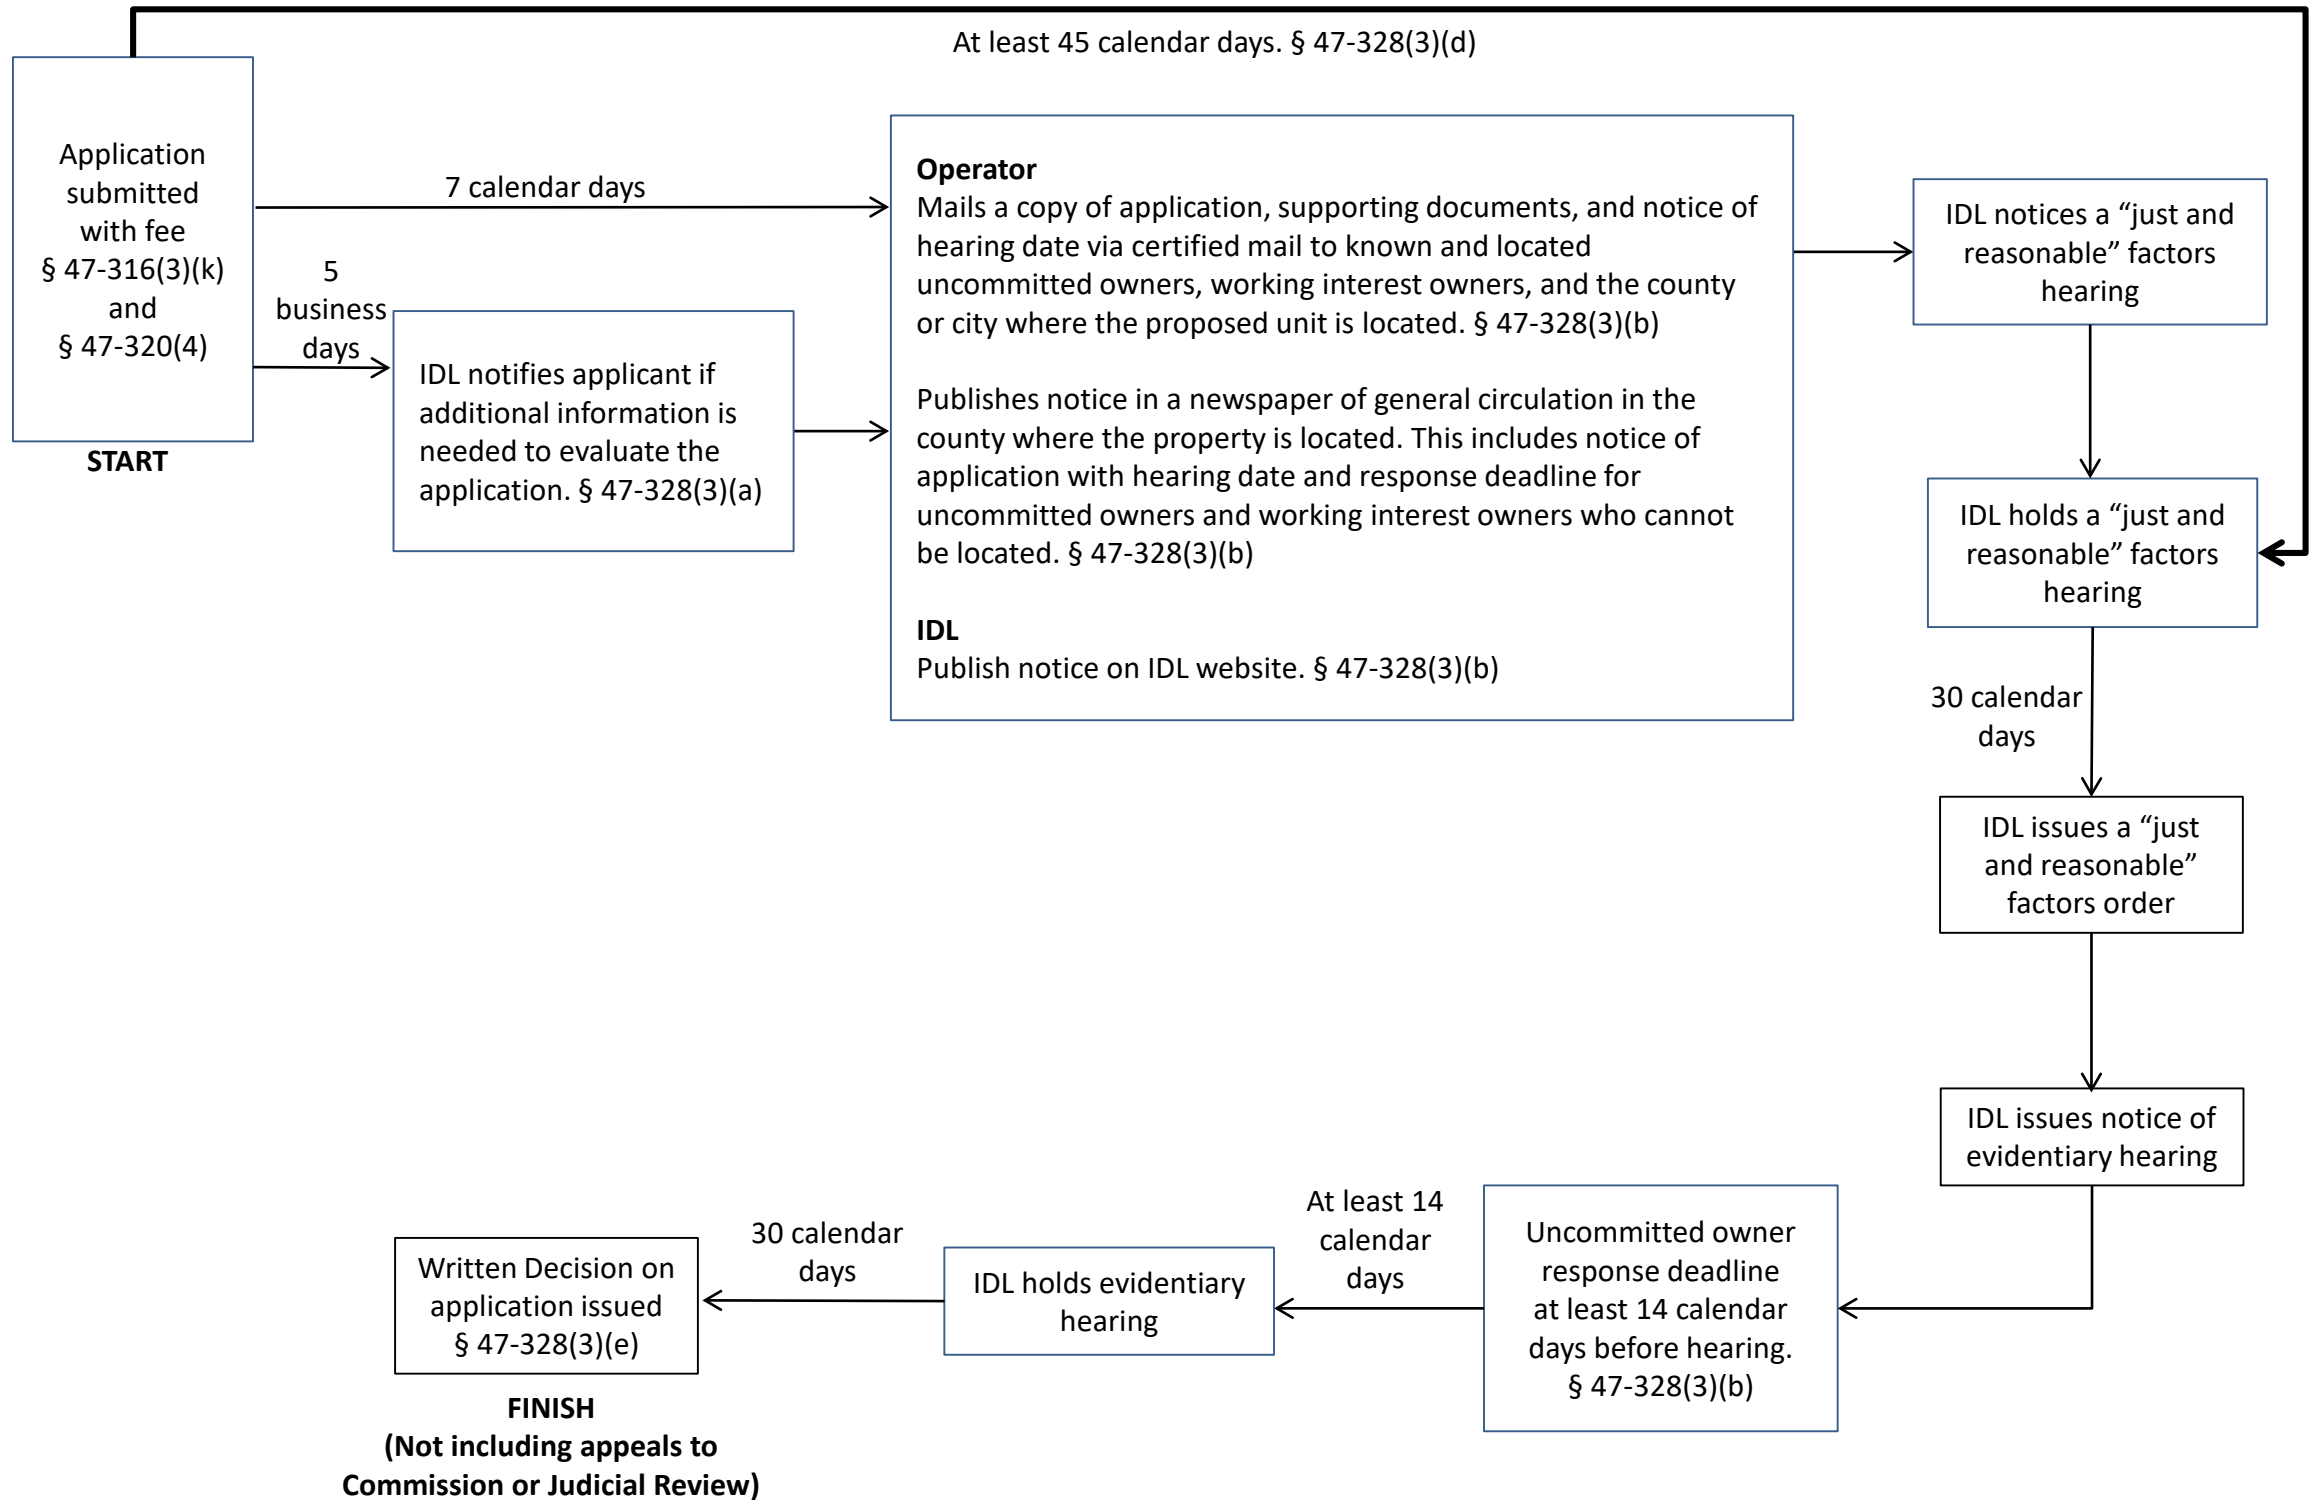 At least 45 calendar days. § 47-328(3)(d)
Application
submitted
with fee
§ 47-316(3)(k)
and
§ 47-320(4)
START
7 calendar days
5
business
days
IDL notifies applicant if
additional information is
needed to evaluate the
application. § 47-328(3)(a)
Operator
Mails a copy of application, supporting documents, and notice of
hearing date via certified mail to known and located
uncommitted owners, working interest owners, and the county
or city where the proposed unit is located. § 47-328(3)(b)
Publishes notice in a newspaper of general circulation in the
county where the property is located. This includes notice of
application with hearing date and response deadline for
uncommitted owners and working interest owners who cannot
be located. § 47-328(3)(b)
IDL
Publish notice on IDL website. § 47-328(3)(b)
IDL notices a “just and
reasonable” factors
hearing
IDL holds a “just and
reasonable” factors
hearing
30 calendar
days
IDL issues a “just
and reasonable”
factors order
IDL issues notice of
evidentiary hearing
Uncommitted owner
response deadline
at least 14 calendar
days before hearing.
§ 47-328(3)(b)
At least 14
calendar
days
IDL holds evidentiary
hearing
30 calendar
days
Written Decision on
application issued
§ 47-328(3)(e)
FINISH
(Not including appeals to
Commission or Judicial Review)